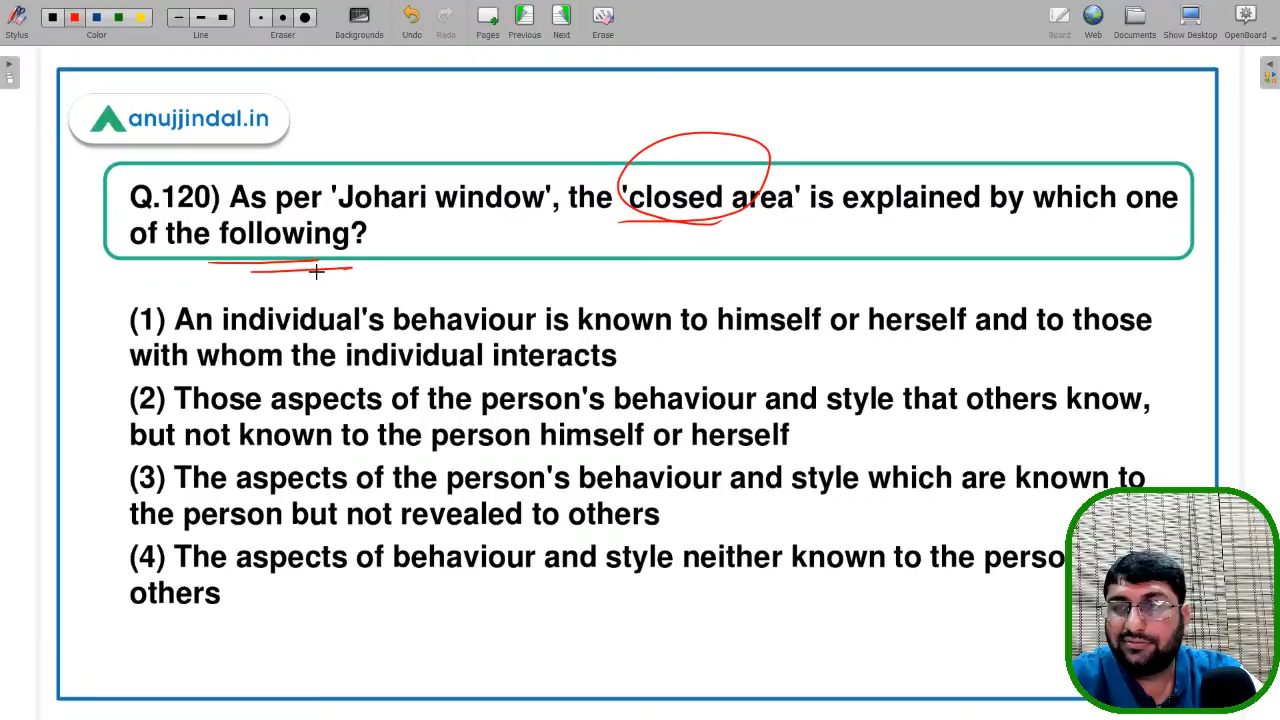 Stylus
Color
Line
Eraser
Backgrounds
Undo
Redo
Pages
Previous
Next
Erase
Board
Web
Documents
Show Desktop
OpenBoard
anujjindal.in
Q.120) As per 'Johari window', the 'closed area' is explained by which one
of the following?
(1) An individual's behaviour is known to himself or herself and to those
with whom the individual interacts
(2) Those aspects of the person's behaviour and style that others know,
but not known to the person himself or herself
(3) The aspects of the person's behaviour and style which are known to
the person but not revealed to others
(4) The aspects of behaviour and style neither known to the
others